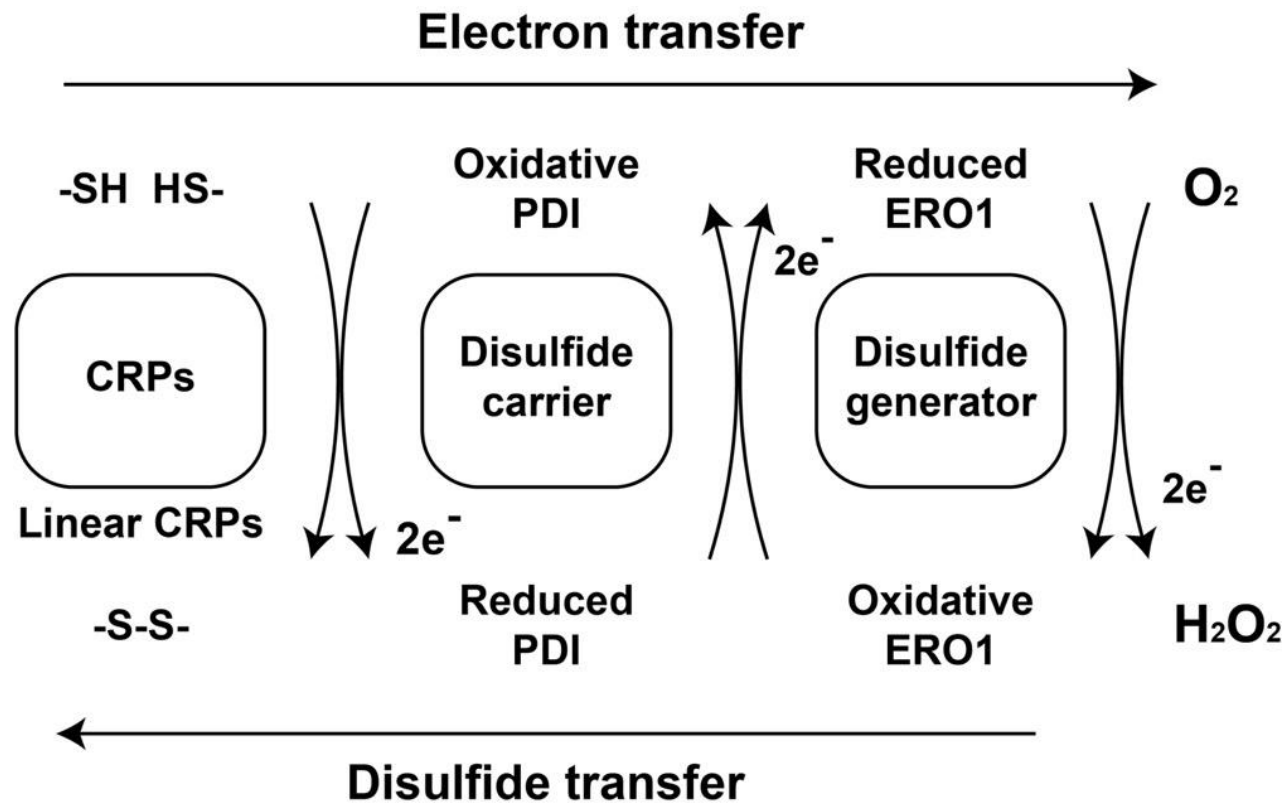 Electron transfer
-SH HS-
Oxidative
PDI
Reduced
ERO1
O₂
2e⁻
CRPs
Disulfide
carrier
Disulfide
generator
Linear CRPs
2e⁻
2e⁻
-S-S-
Reduced
PDI
Oxidative
ERO1
H₂O₂
Disulfide transfer